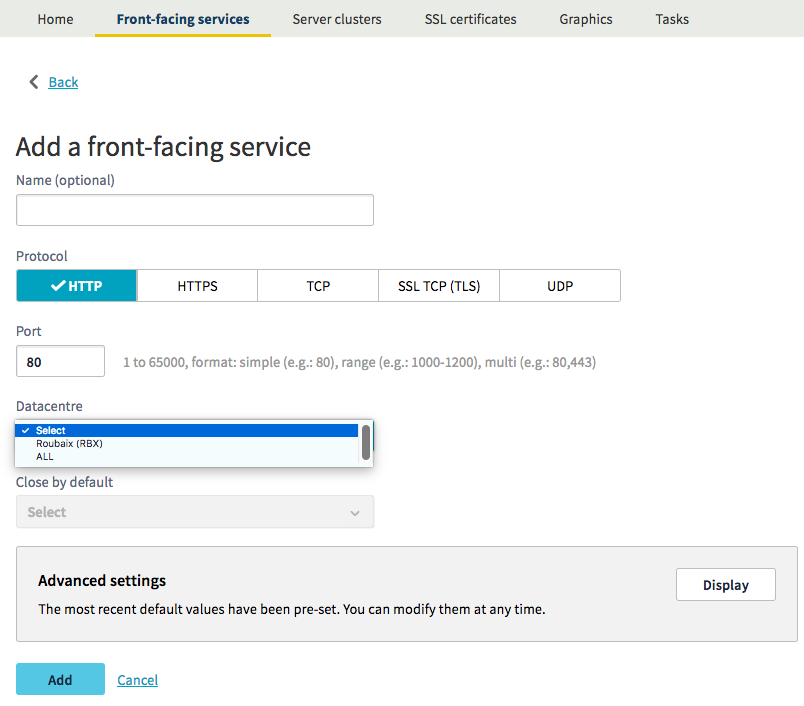 Home Front-facing services Server clusters SSL certificates Graphics Tasks
Back
Add a front-facing service
Name (optional)
Protocol
HTTP HTTPS TCP SSL TCP (TLS) UDP
Port
80 1 to 65000, format: simple (e.g.: 80), range (e.g.: 1000-1200), multi (e.g.: 80,443)
Datacentre
Select
Roubaix (RBX)
ALL
Close by default
Select
Advanced settings
Display
The most recent default values have been pre-set. You can modify them at any time.
Add Cancel